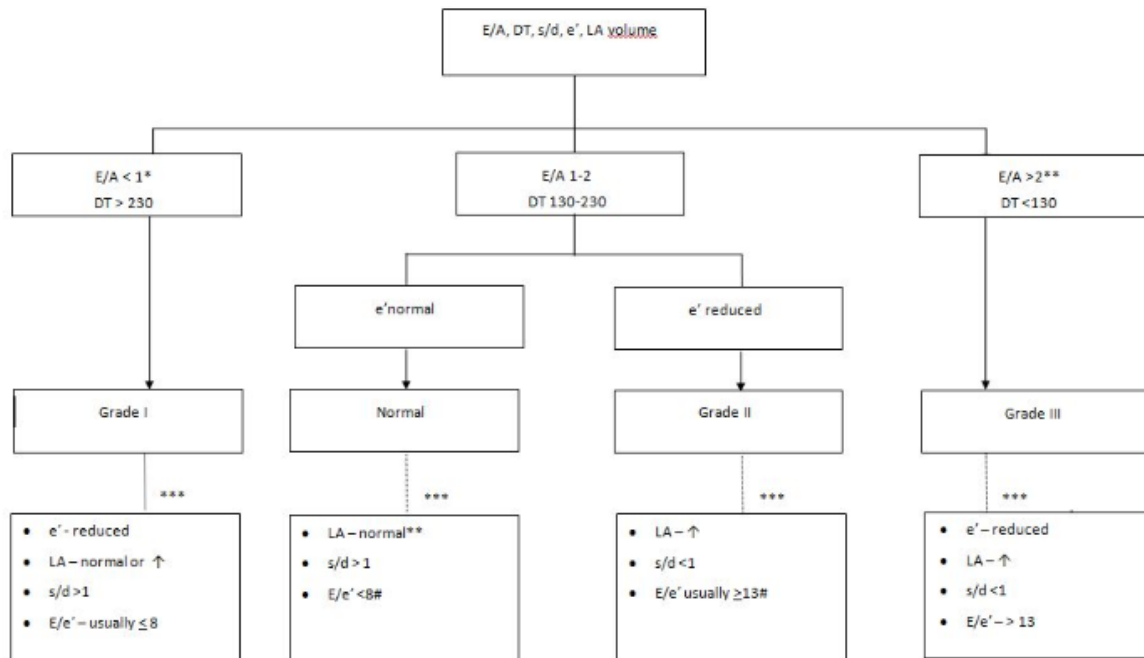 E/A, DT, s/d, e′, LA volume
E/A < 1*
DT > 230
E/A 1-2
DT 130-230
E/A >2**
DT <130
e′normal
e′ reduced
Grade I
Normal
Grade II
Grade III
***
***
***
***
• e′ - reduced
• LA – normal or ↑
• s/d >1
• E/e′ – usually ≤ 8
• LA – normal**
• s/d > 1
• E/e′ <8#
• LA – ↑
• s/d <1
• E/e′ usually ≥13#
• e′ – reduced
• LA – ↑
• s/d <1
• E/e′ – > 13